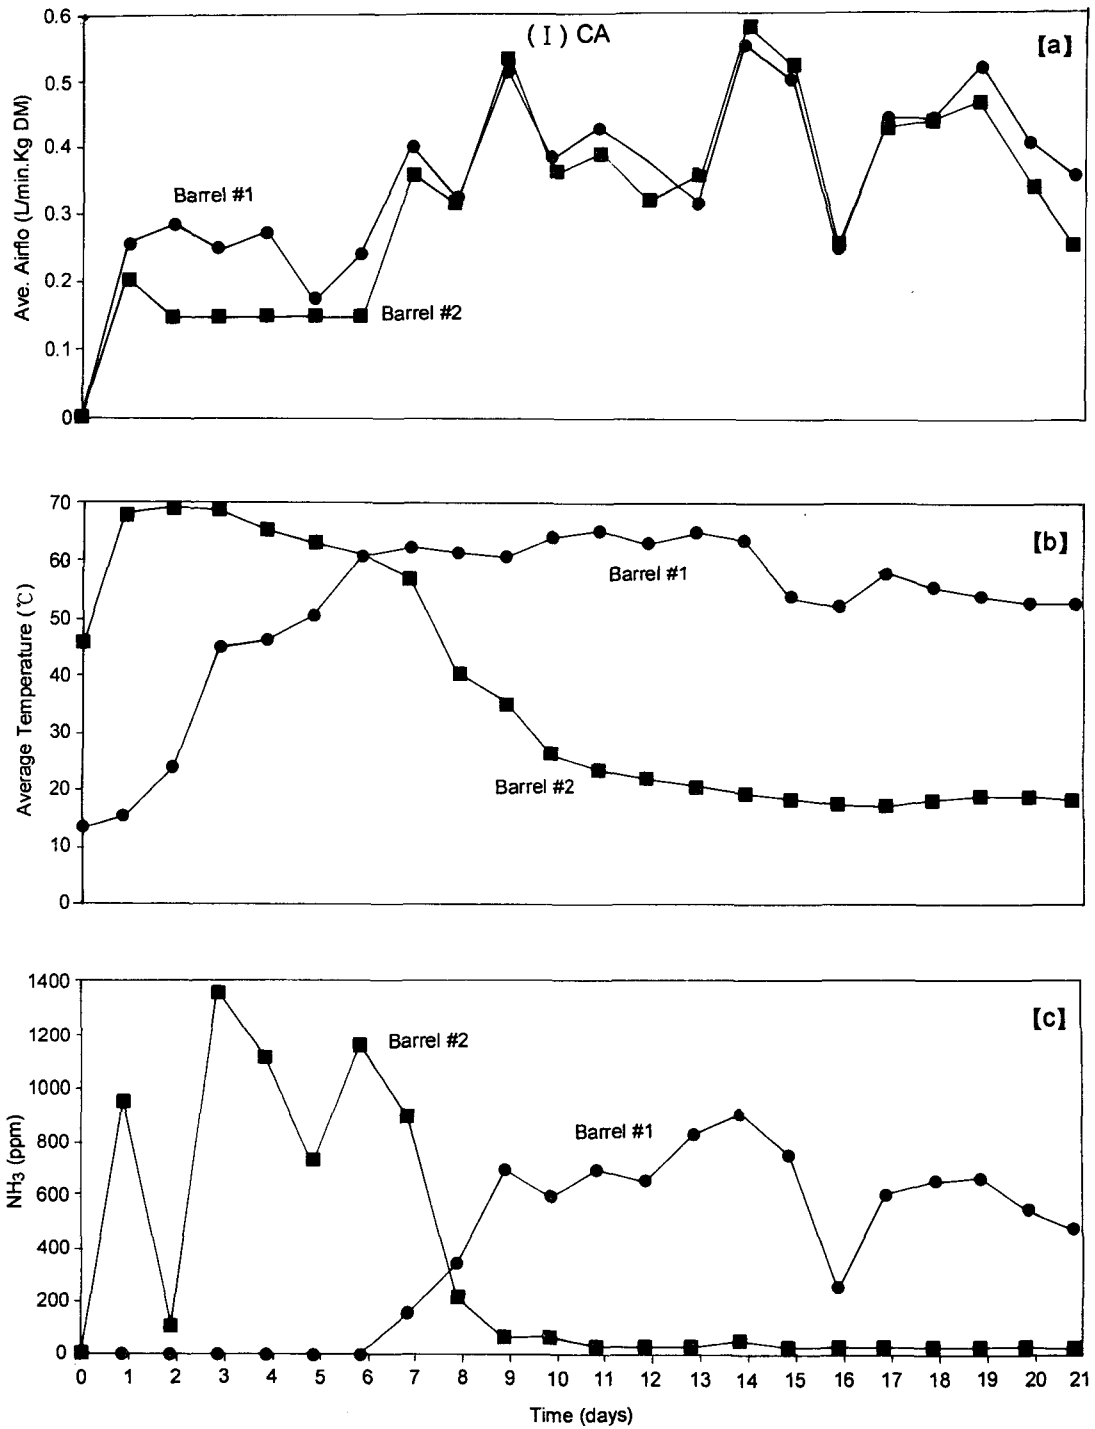 (Ⅰ) CA
[a]
Ave. Airflo (L/min.Kg DM)
0.6
0.5
0.4
0.3
0.2
0.1
0
Barrel #1
Barrel #2
[b]
Average Temperature (℃)
70
60
50
40
30
20
10
0
Barrel #1
Barrel #2
[c]
NH3 (ppm)
1400
1200
1000
800
600
400
200
0
Barrel #2
Barrel #1
0 1 2 3 4 5 6 7 8 9 10 11 12 13 14 15 16 17 18 19 20 21
Time (days)